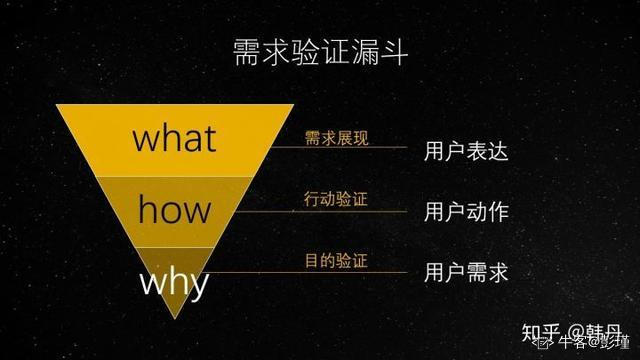 需求验证漏斗
what
需求展现
用户表达
how
行动验证
用户动作
why
目的验证
用户需求
知乎 @韩丹
牛客@彭瑾